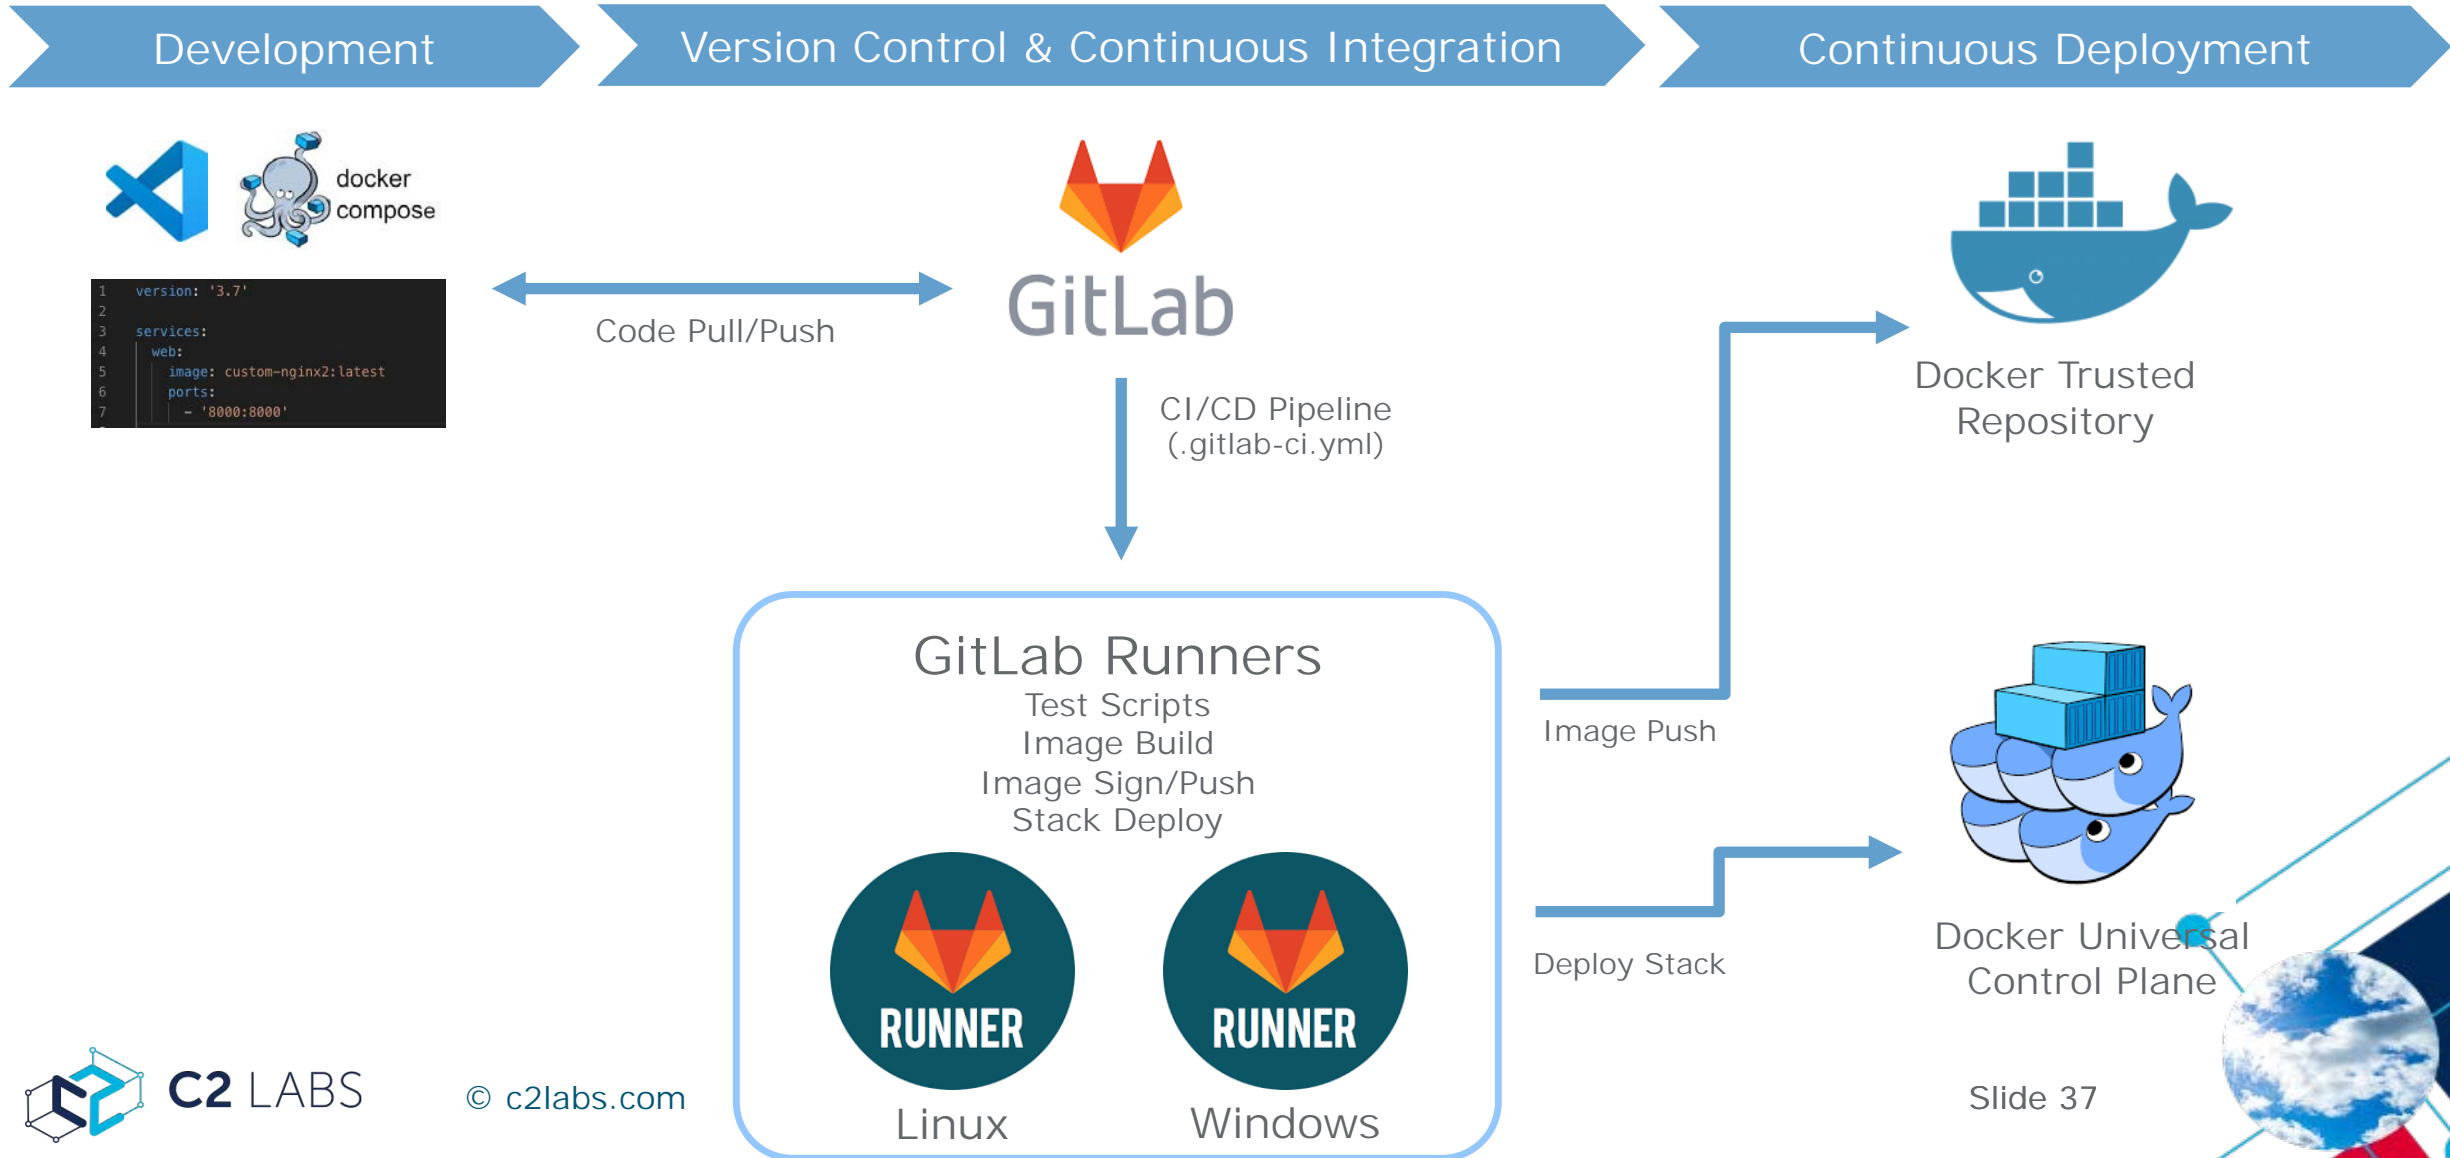 Development
Version Control & Continuous Integration
Continuous Deployment
docker
compose
1 version: '3.7'
2
3 services:
4 web:
5 image: custom-nginx2:latest
6 ports:
7 - '8000:8000'
Code Pull/Push
GitLab
CI/CD Pipeline
(.gitlab-ci.yml)
Docker Trusted
Repository
GitLab Runners
Test Scripts
Image Build
Image Sign/Push
Stack Deploy
RUNNER
Linux
RUNNER
Windows
Image Push
Deploy Stack
Docker Universal
Control Plane
C2 LABS
© c2labs.com
Slide 37